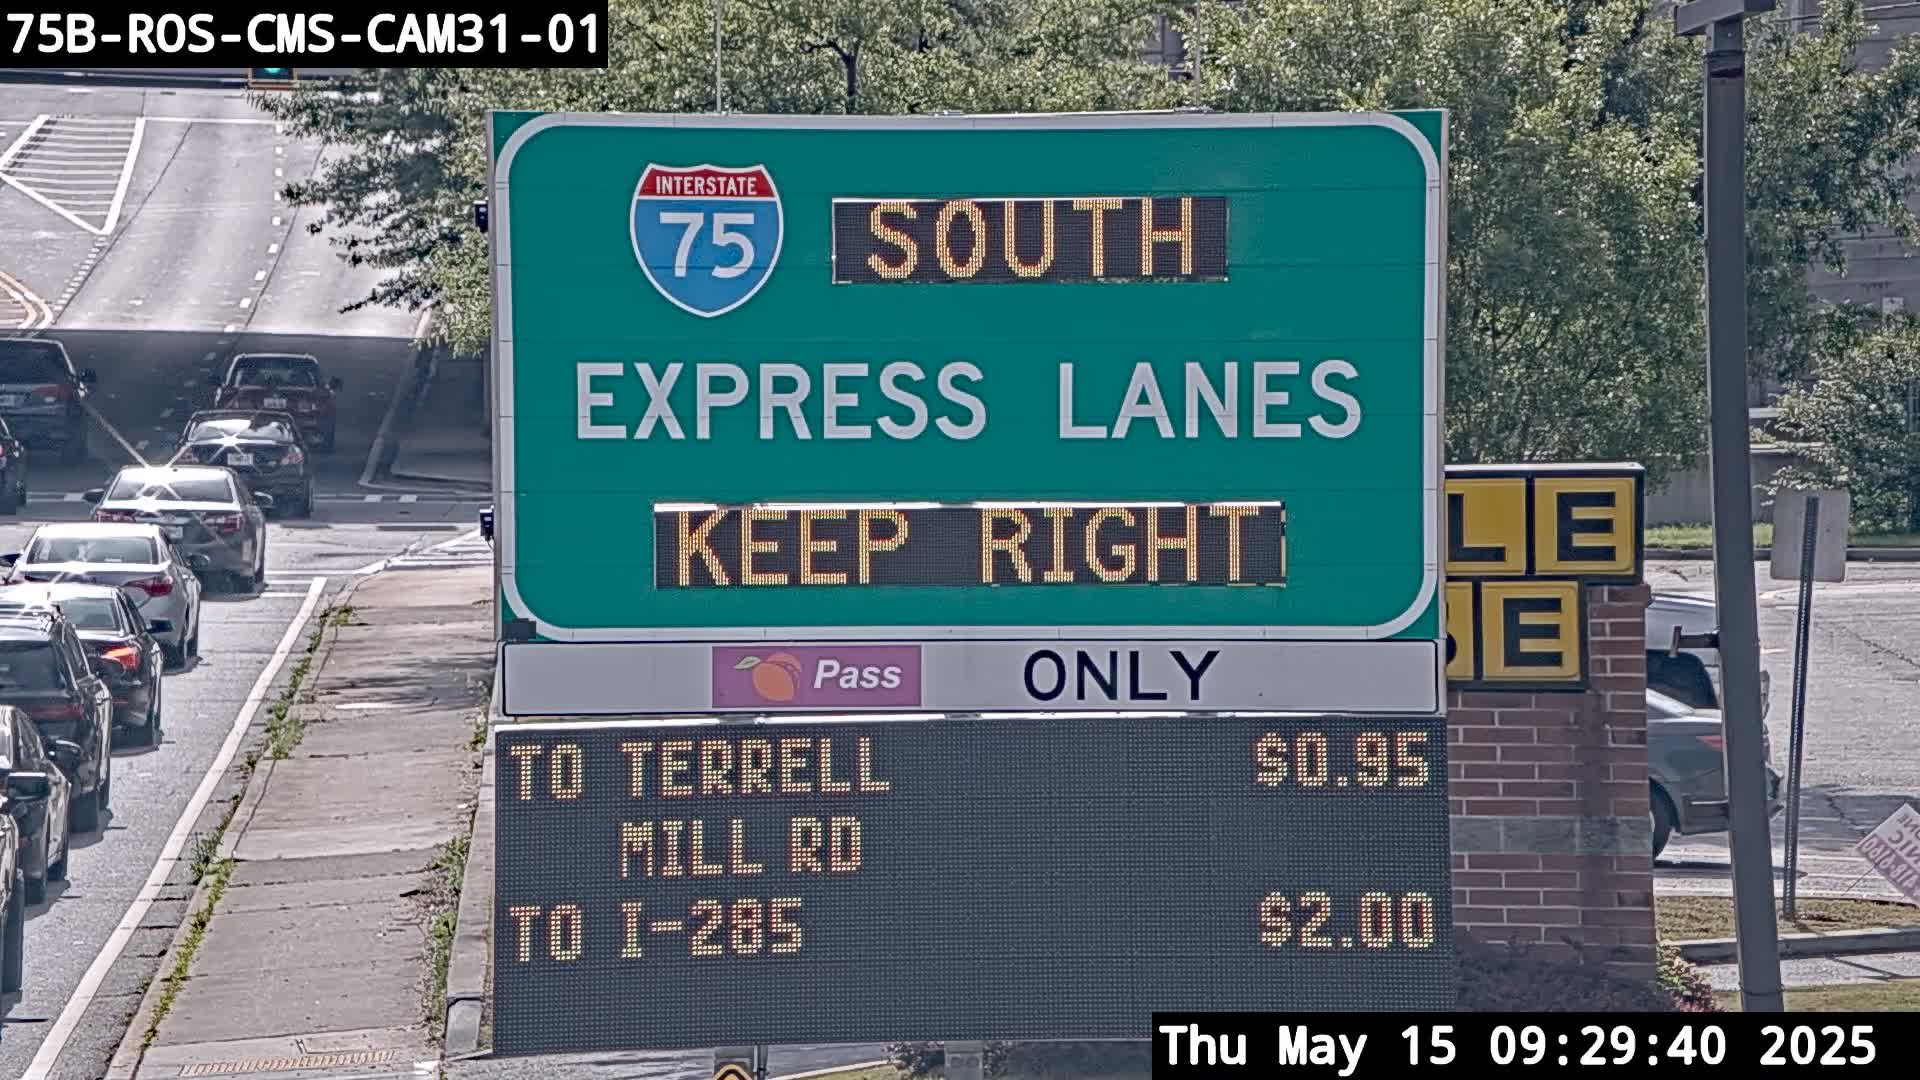 75B-ROS-CMS-CAM31-01
INTERSTATE
75
SOUTH
EXPRESS LANES
KEEP RIGHT
Pass ONLY
TO TERRELL $0.95
MILL RD
TO I-285 $2.00
LE
E
Thu May 15 09:29:40 2025